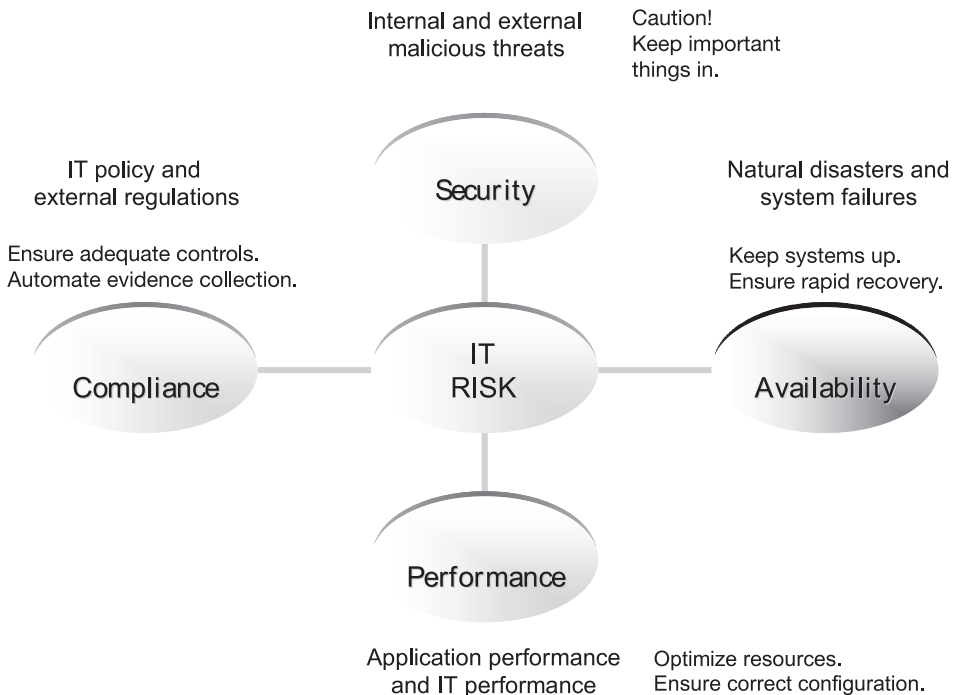 Internal and external
malicious threats
Caution!
Keep important
things in.
IT policy and
external regulations
Ensure adequate controls.
Automate evidence collection.
Security
Natural disasters and
system failures
Keep systems up.
Ensure rapid recovery.
Compliance
IT
RISK
Availability
Performance
Application performance
and IT performance
Optimize resources.
Ensure correct configuration.